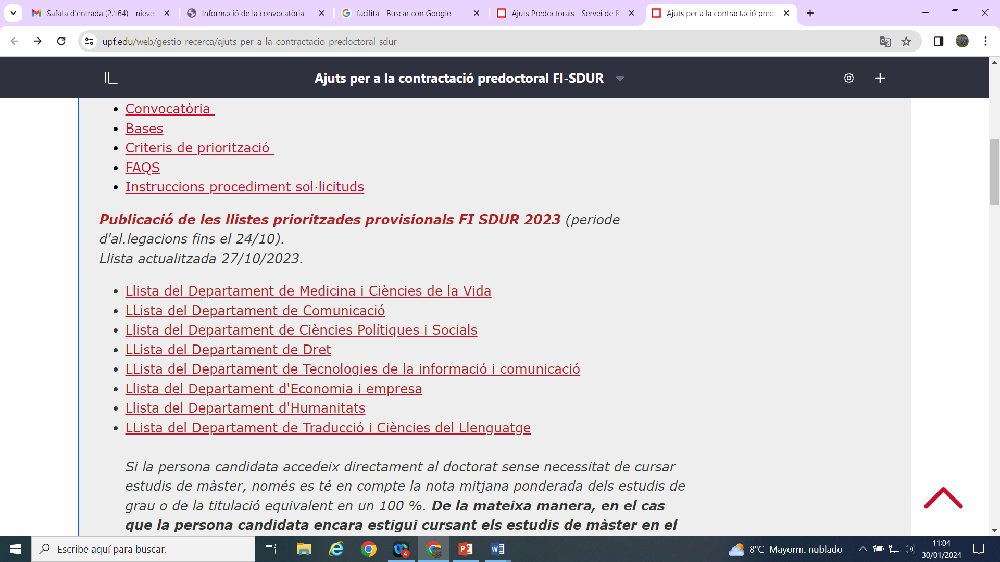 Safata d'entrada (2.164) - nieve
Informació de la convocatòria
facilita - Buscar con Google
Ajuts Predoctorals - Servei de R
Ajuts per a la contractació pred
upf.edu/web/gestio-recerca/ajuts-per-a-la-contractacio-predoctoral-sdur
Ajuts per a la contractació predoctoral FI-SDUR
Convocatòria
Bases
Criteris de priorització
FAQS
Instruccions procediment sol·licituds
Publicació de les llistes prioritzades provisionals FI SDUR 2023 (periode
d'al.legacions fins el 24/10).
Llista actualitzada 27/10/2023.
Llista del Departament de Medicina i Ciències de la Vida
LLista del Departament de Comunicació
Llista del Departament de Ciències Polítiques i Socials
LLista del Departament de Dret
LLista del Departament de Tecnologies de la informació i comunicació
Llista del Departament d'Economia i empresa
Llista del Departament d'Humanitats
LLista del Departament de Traducció i Ciències del Llenguatge
Si la persona candidata accedeix directament al doctorat sense necessitat de cursar
estudis de màster, només es té en compte la nota mitjana ponderada dels estudis de
grau o de la titulació equivalent en un 100 %. De la mateixa manera, en el cas
que la persona candidata encara estigui cursant els estudis de màster en el
Escribe aquí para buscar.
4
8°C Mayorm. nublado
11:04
30/01/2024